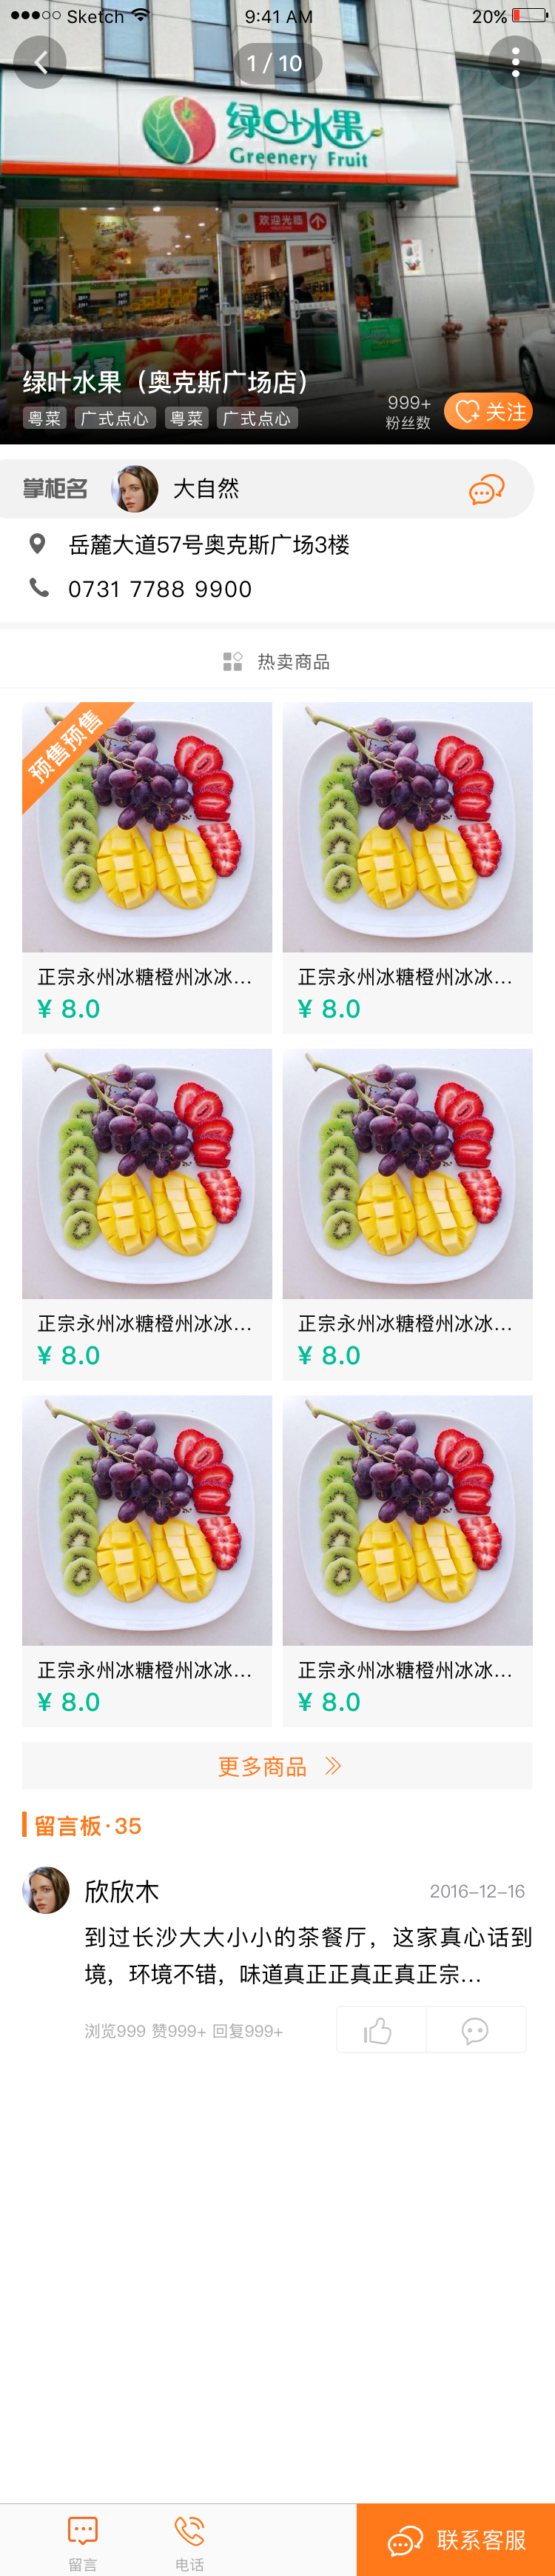 Sketch 9:41 AM 20%
1 / 10
绿叶水果
Greenery Fruit
欢迎光临
绿叶水果（奥克斯广场店）
粤菜 广式点心 粤菜 广式点心
999+
粉丝数
关注
掌柜名 大自然
岳麓大道57号奥克斯广场3楼
0731 7788 9900
热卖商品
预售预售
正宗永州冰糖橙州冰冰... 正宗永州冰糖橙州冰冰...
¥ 8.0 ¥ 8.0
正宗永州冰糖橙州冰冰... 正宗永州冰糖橙州冰冰...
¥ 8.0 ¥ 8.0
正宗永州冰糖橙州冰冰... 正宗永州冰糖橙州冰冰...
¥ 8.0 ¥ 8.0
更多商品
留言板·35
欣欣木 2016-12-16
到过长沙大大小小的茶餐厅，这家真心话到
境，环境不错，味道真正正真正真正宗...
浏览999 赞999+ 回复999+
留言 电话 联系客服